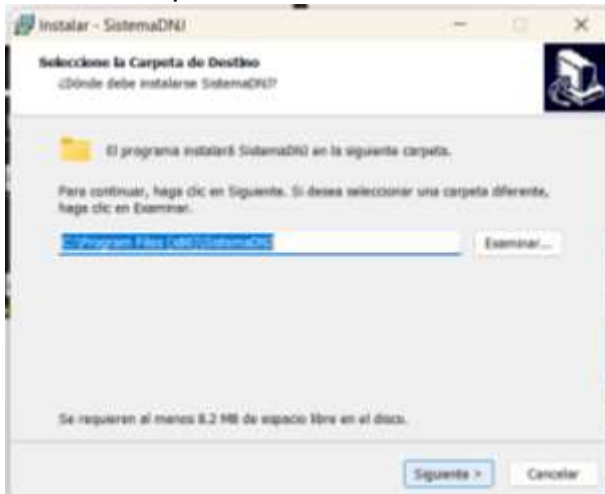 Instalar - SistemaDNJ
Seleccione la Carpeta de Destino
¿Dónde debe instalarse SistemaDNJ?
El programa instalará SistemaDNJ en la siguiente carpeta.
Para continuar, haga clic en Siguiente. Si desea seleccionar una carpeta diferente,
haga clic en Examinar.
C:\Program Files (x86)\SistemaDNJ
Examinar...
Se requieren al menos 8.2 MB de espacio libre en el disco.
Siguiente >
Cancelar